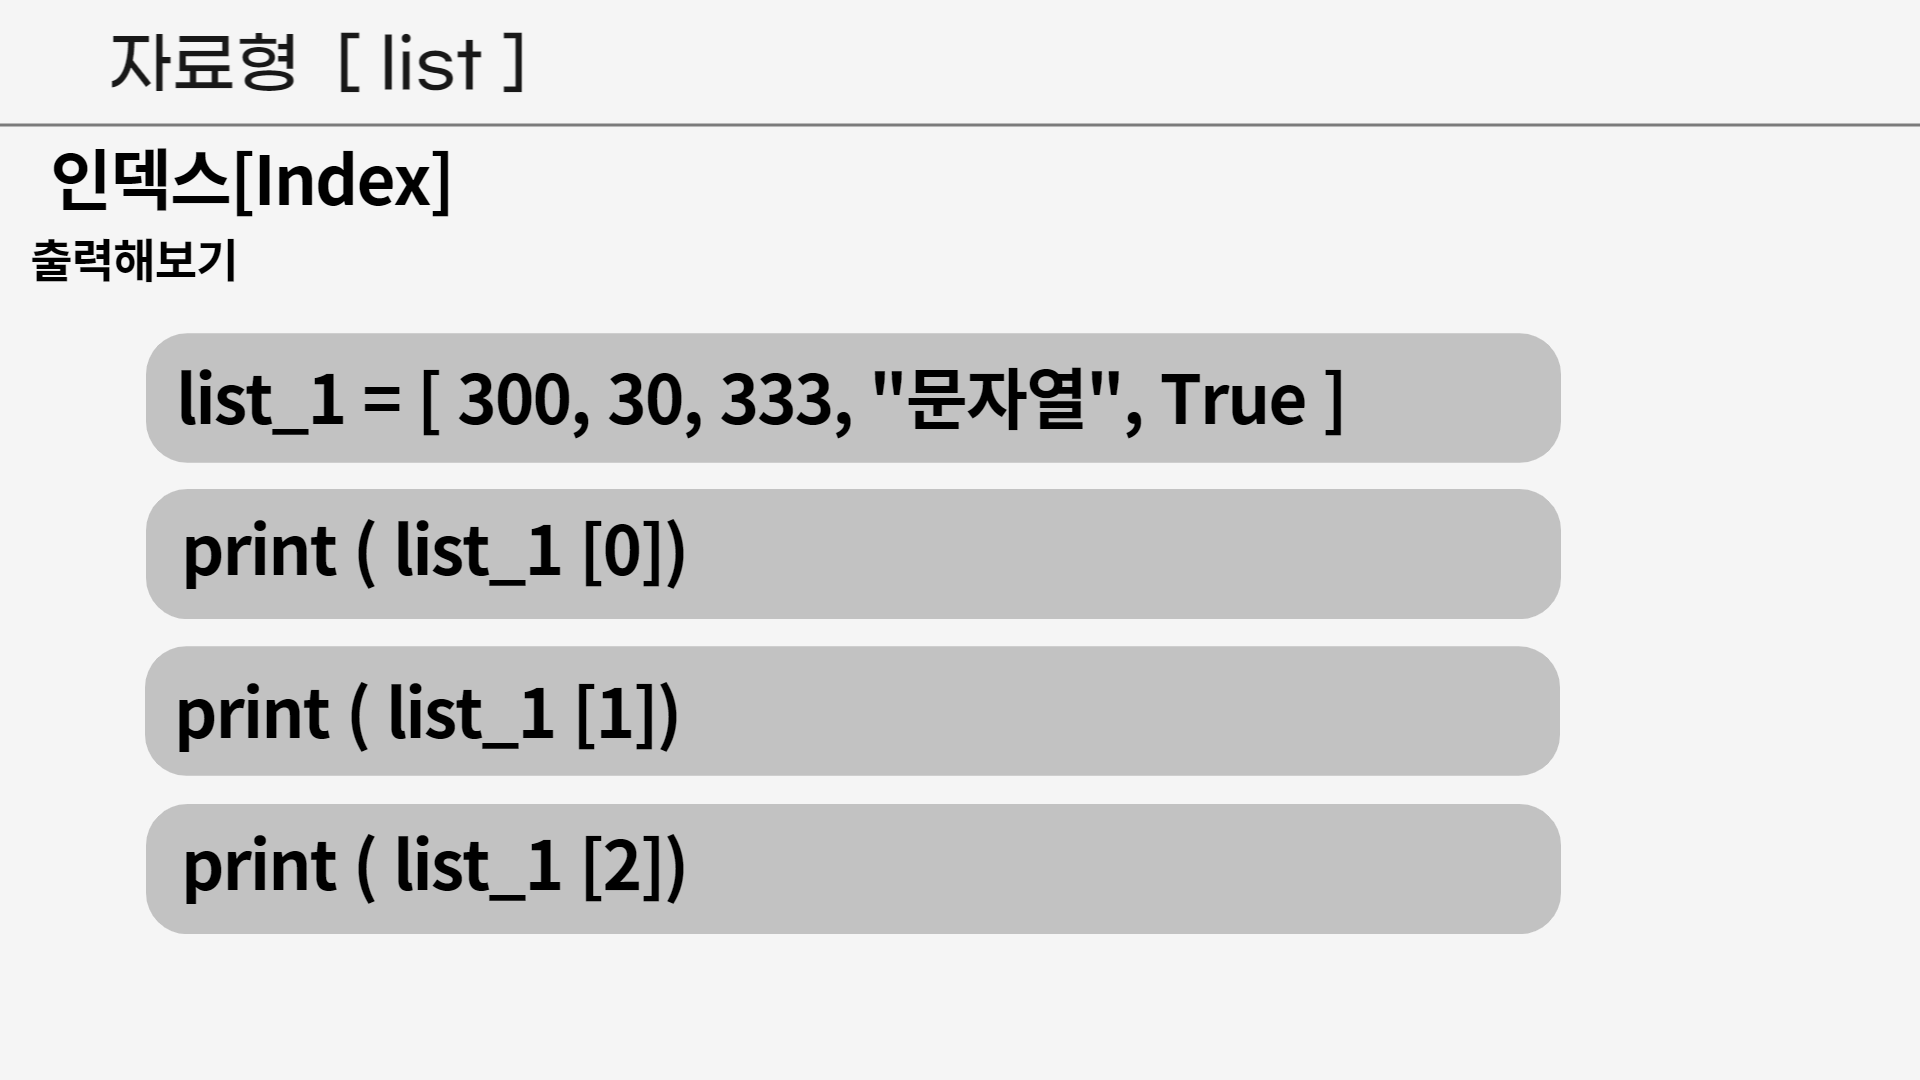 자료형 [ list ]
인덱스[Index]
출력해보기
list_1 = [ 300, 30, 333, "문자열", True ]
print ( list_1 [0])
print ( list_1 [1])
print ( list_1 [2])